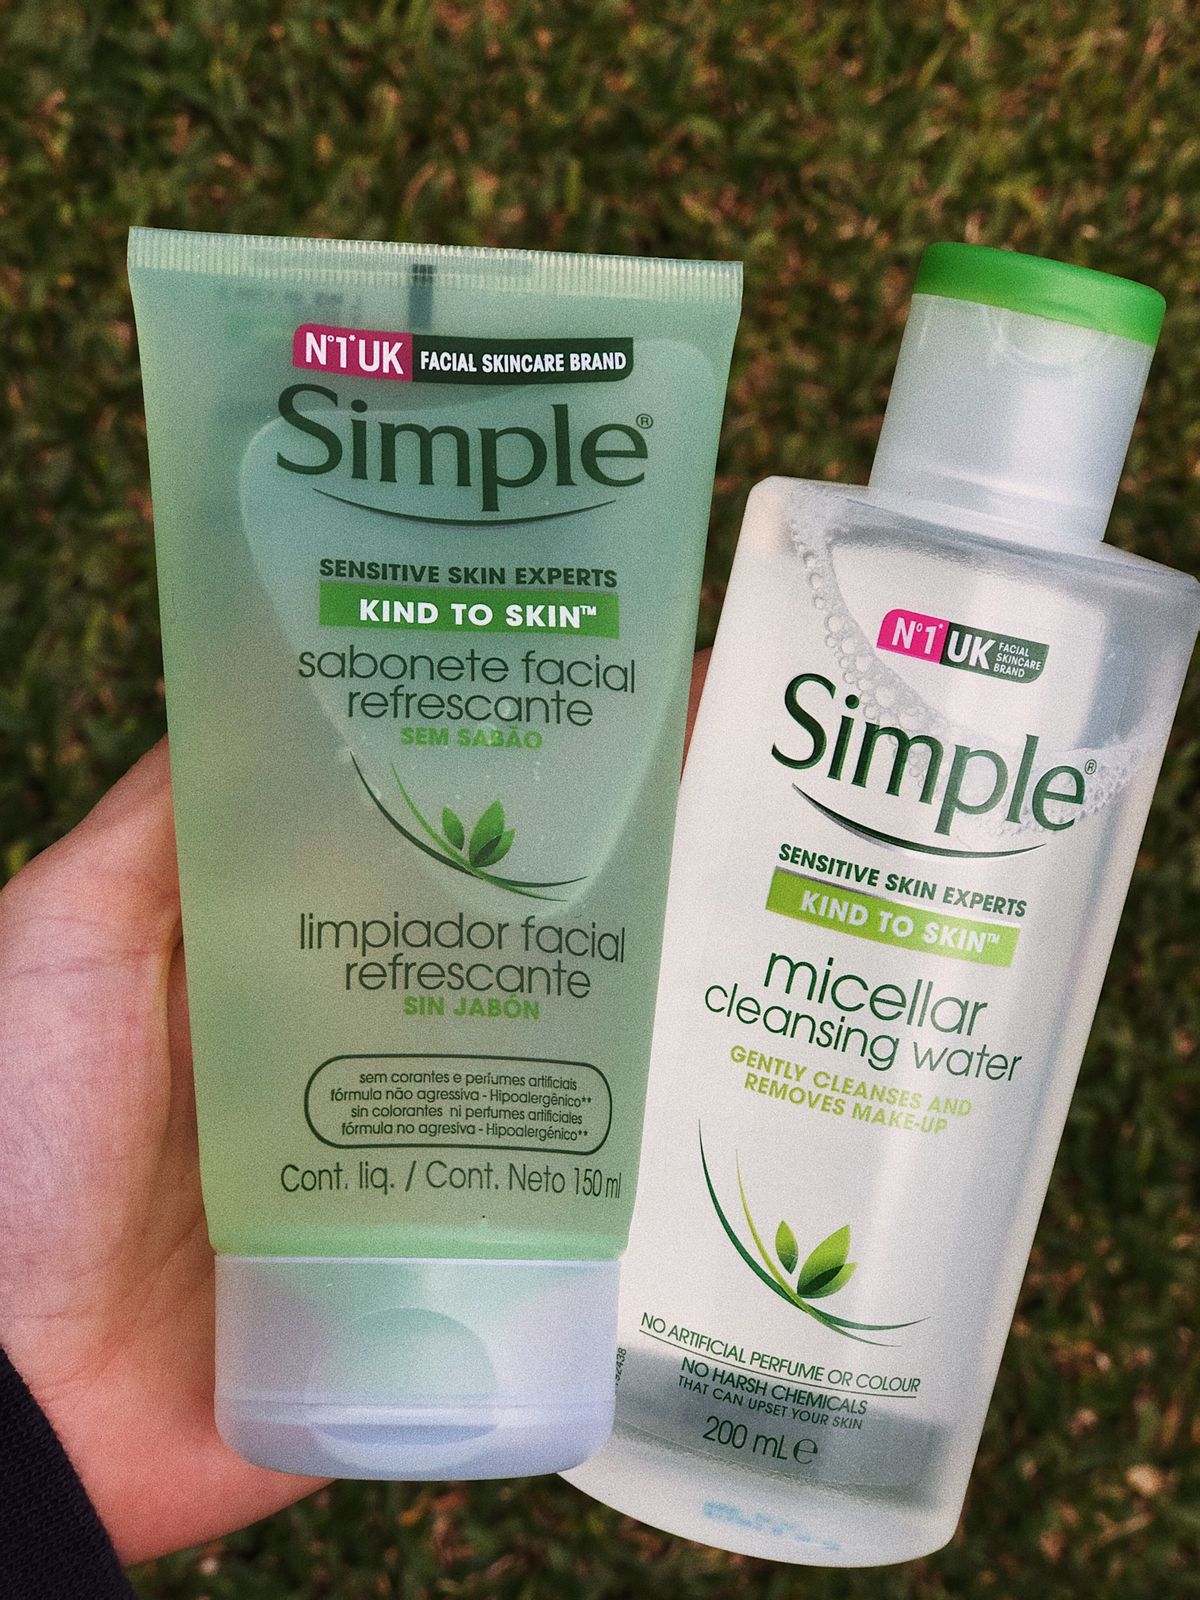 N°1* UK FACIAL SKINCARE BRAND
Simple®
SENSITIVE SKIN EXPERTS
KIND TO SKIN™
sabonete facial
refrescante
SEM SABÃO
limpiador facial
refrescante
SIN JABÓN
sem corantes e perfumes artificiais
fórmula não agressiva - Hipoalergênico**
sin colorantes ni perfumes artificiales
fórmula no agresiva - Hipoalergénico**
Cont. liq. / Cont. Neto 150 ml
N°1* UK FACIAL
SKINCARE
BRAND
Simple®
SENSITIVE SKIN EXPERTS
KIND TO SKIN™
micellar
cleansing water
GENTLY CLEANSES AND
REMOVES MAKE-UP
NO ARTIFICIAL PERFUME OR COLOUR
NO HARSH CHEMICALS
THAT CAN UPSET YOUR SKIN
200 mL ℮